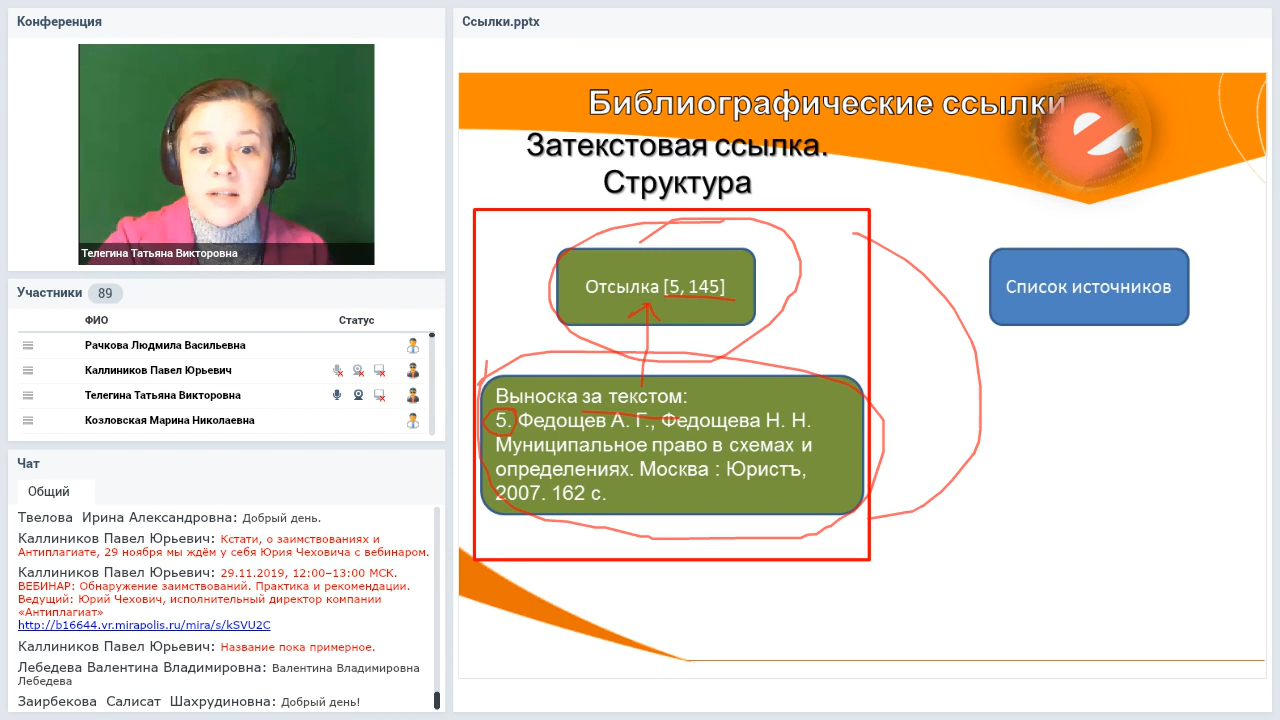 Конференция
Телегина Татьяна Викторовна
Участники 89
ФИО Статус
Рачкова Людмила Васильевна
Каллиников Павел Юрьевич
Телегина Татьяна Викторовна
Козловская Марина Николаевна
Чат
Общий
Твелова Ирина Александровна: Добрый день.
Каллиников Павел Юрьевич: Кстати, о заимствованиях и
Антиплагиате, 29 ноября мы ждём у себя Юрия Чеховича с вебинаром.
Каллиников Павел Юрьевич: 29.11.2019, 12:00–13:00 МСК.
ВЕБИНАР: Обнаружение заимствований. Практика и рекомендации.
Ведущий: Юрий Чехович, исполнительный директор компании
«Антиплагиат»
http://b16644.vr.mirapolis.ru/mira/s/kSVU2C
Каллиников Павел Юрьевич: Название пока примерное.
Лебедева Валентина Владимировна: Валентина Владимировна
Лебедева
Заирбекова Салисат Шахрудиновна: Добрый день!
Ссылки.pptx
Библиографические ссылки
Затекстовая ссылка.
Структура
Отсылка [5, 145]
Список источников
Выноска за текстом:
5. Федощев А. Г., Федощева Н. Н.
Муниципальное право в схемах и
определениях. Москва : Юристъ,
2007. 162 с.